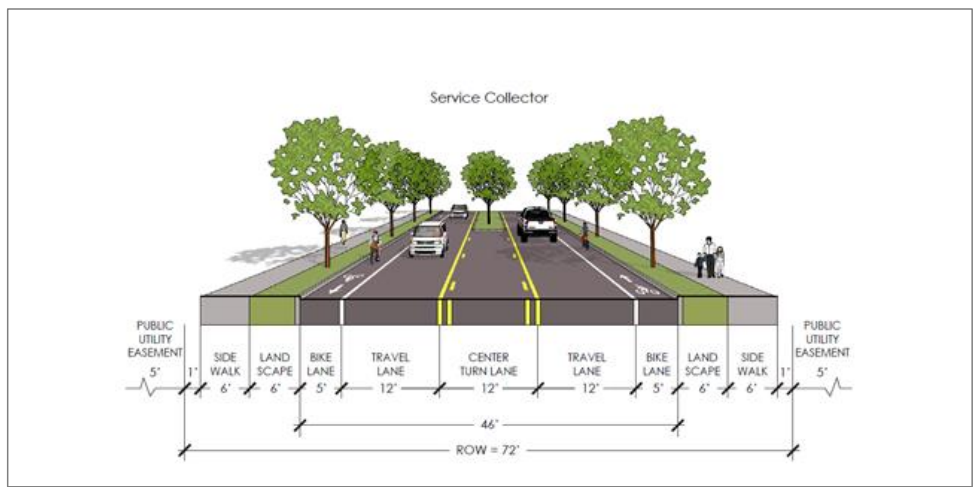 Service Collector
PUBLIC
UTILITY
EASEMENT
5'
1'
SIDE
WALK
6'
LAND
SCAPE
6'
BIKE
LANE
5'
TRAVEL
LANE
12'
CENTER
TURN LANE
12'
TRAVEL
LANE
12'
BIKE
LANE
5'
LAND
SCAPE
6'
SIDE
WALK
6'
1'
PUBLIC
UTILITY
EASEMENT
5'
46'
ROW = 72'